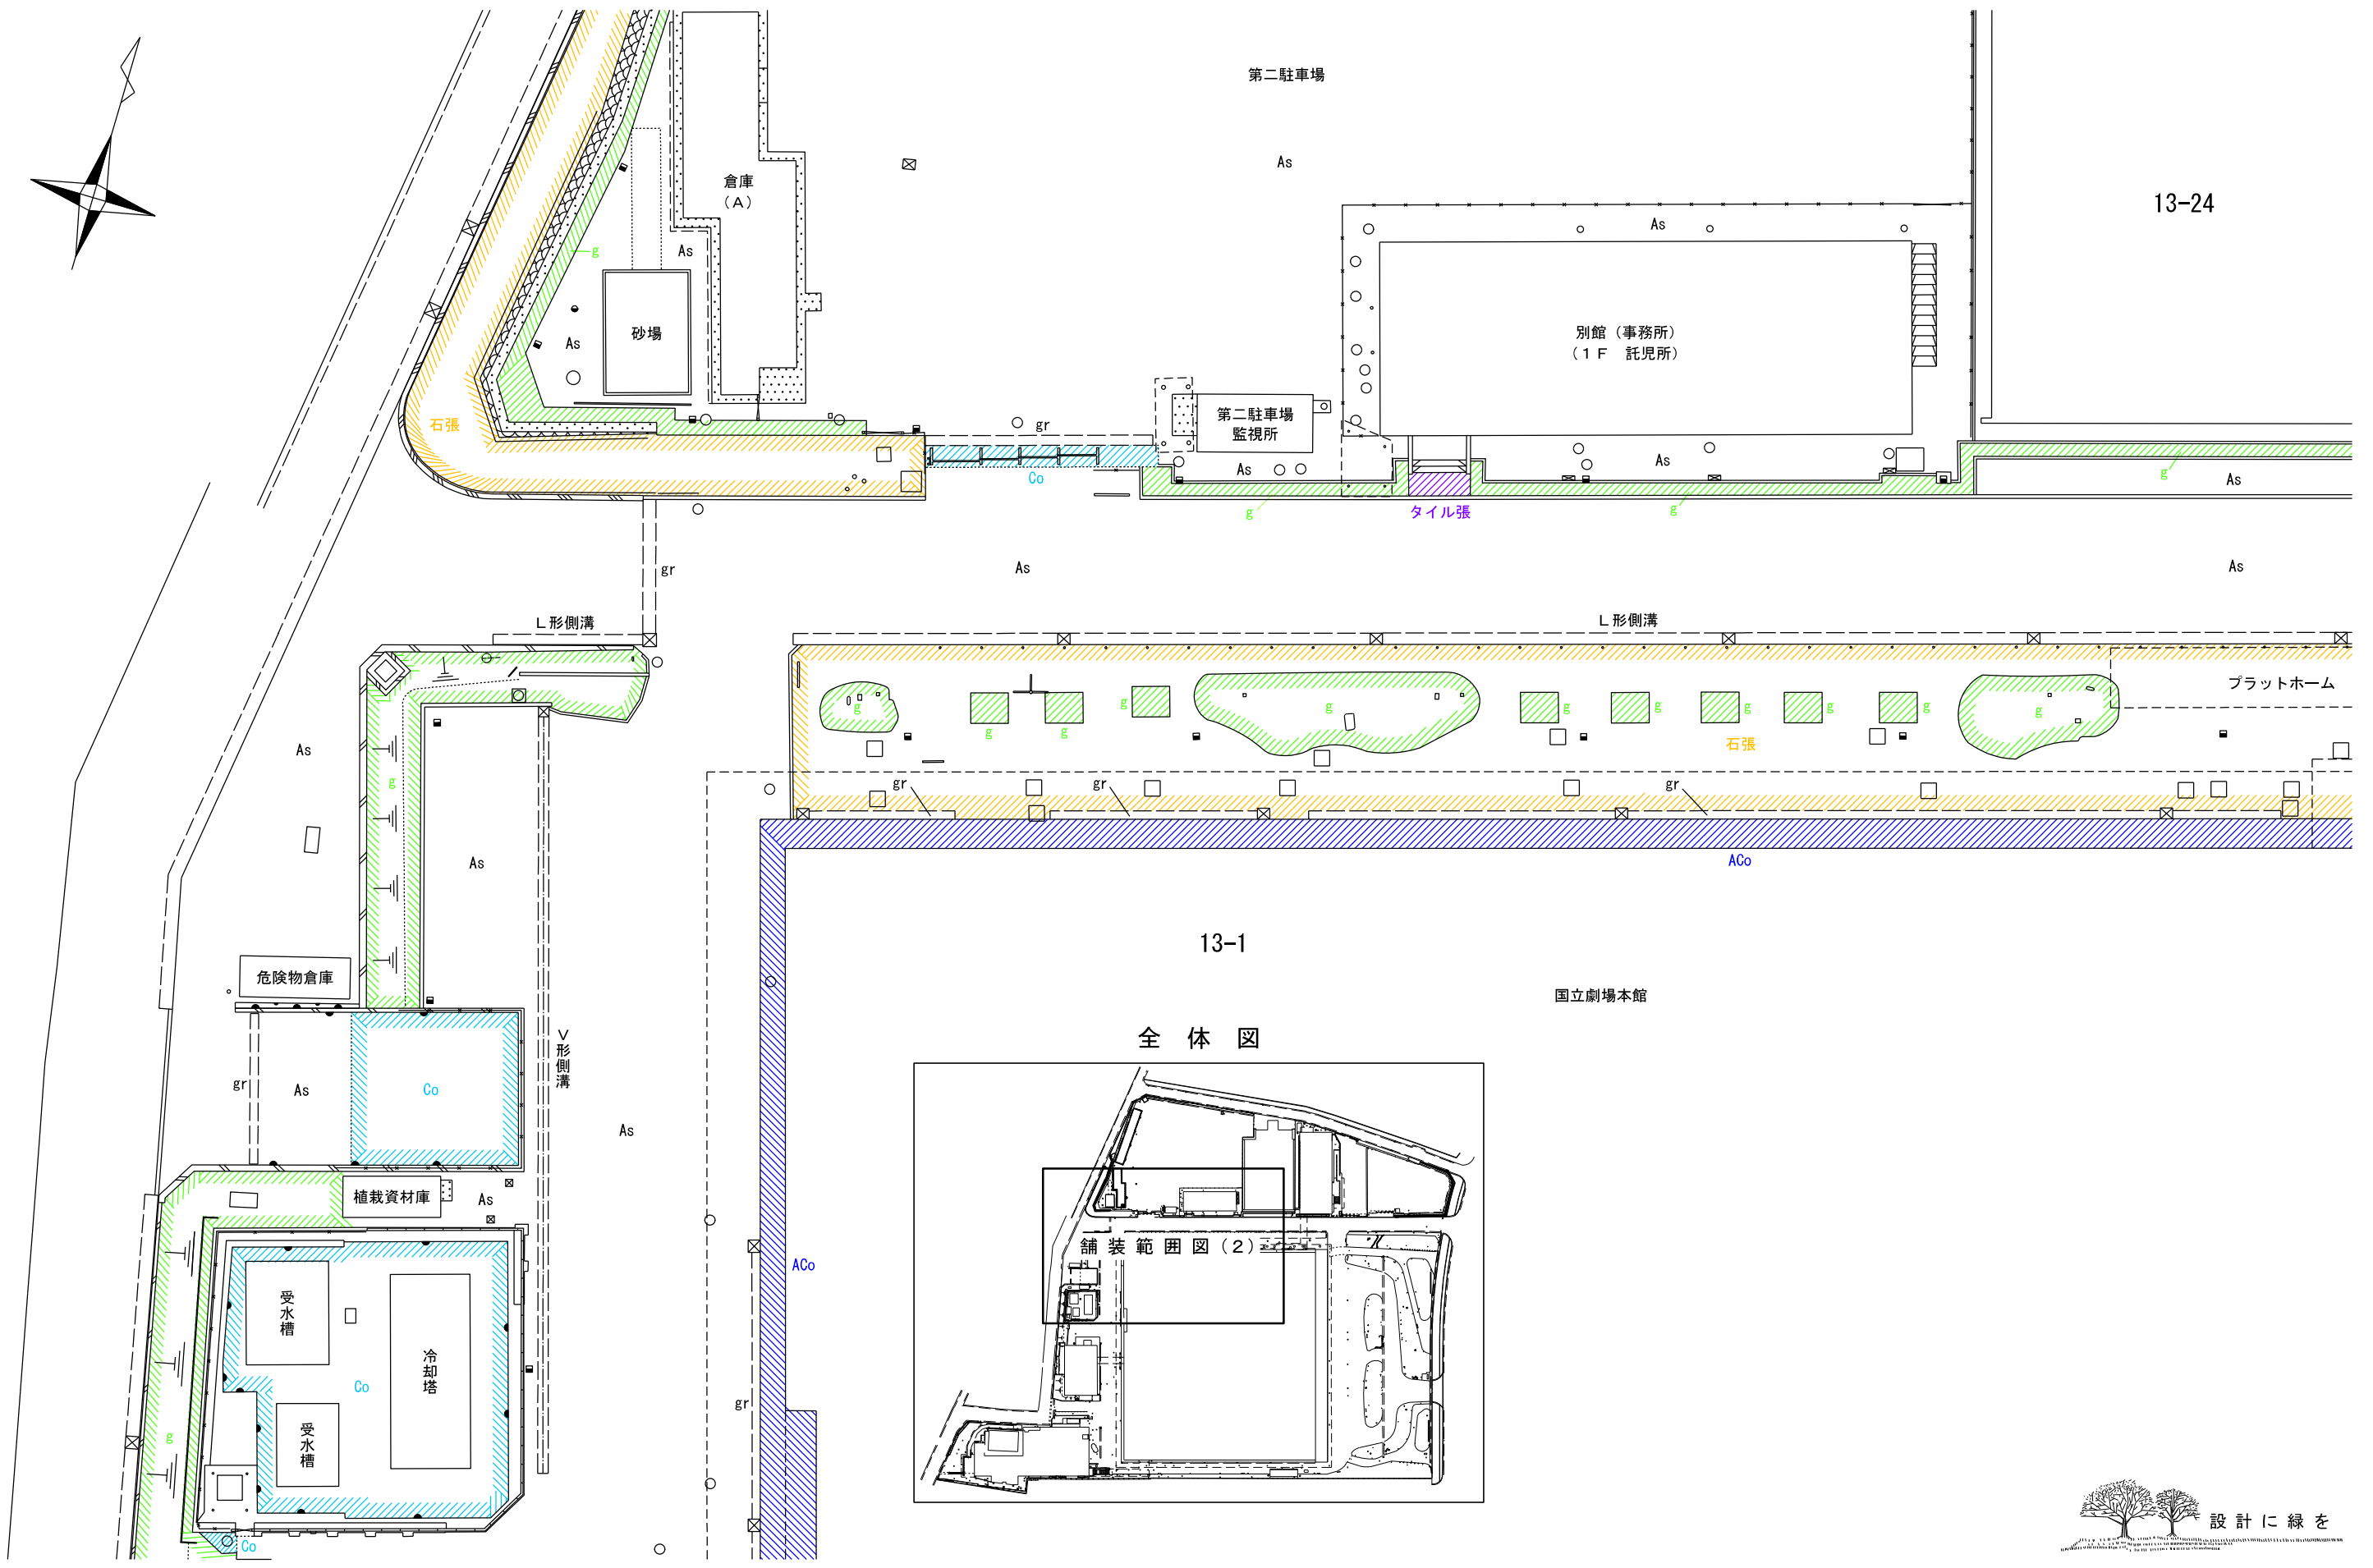 第二駐車場
As
倉庫
（A）
13-24
As
As
g
砂場
As
別館（事務所）
（１Ｆ　託児所）
石張
第二駐車場
監視所
gr
As
As
Co
g
タイル張
g
g
As
gr
As
As
Ｌ形側溝
Ｌ形側溝
プラットホーム
As
g
g
g
g
g
g
g
g
g
g
g
g
石張
gr
gr
gr
As
ACo
13-1
国立劇場本館
危険物倉庫
Ｖ形側溝
gr
As
Co
As
植栽資材庫
As
全体図
舗装範囲図（2）
受水槽
冷却塔
Co
受水槽
g
Co
ACo
gr
設計に緑を